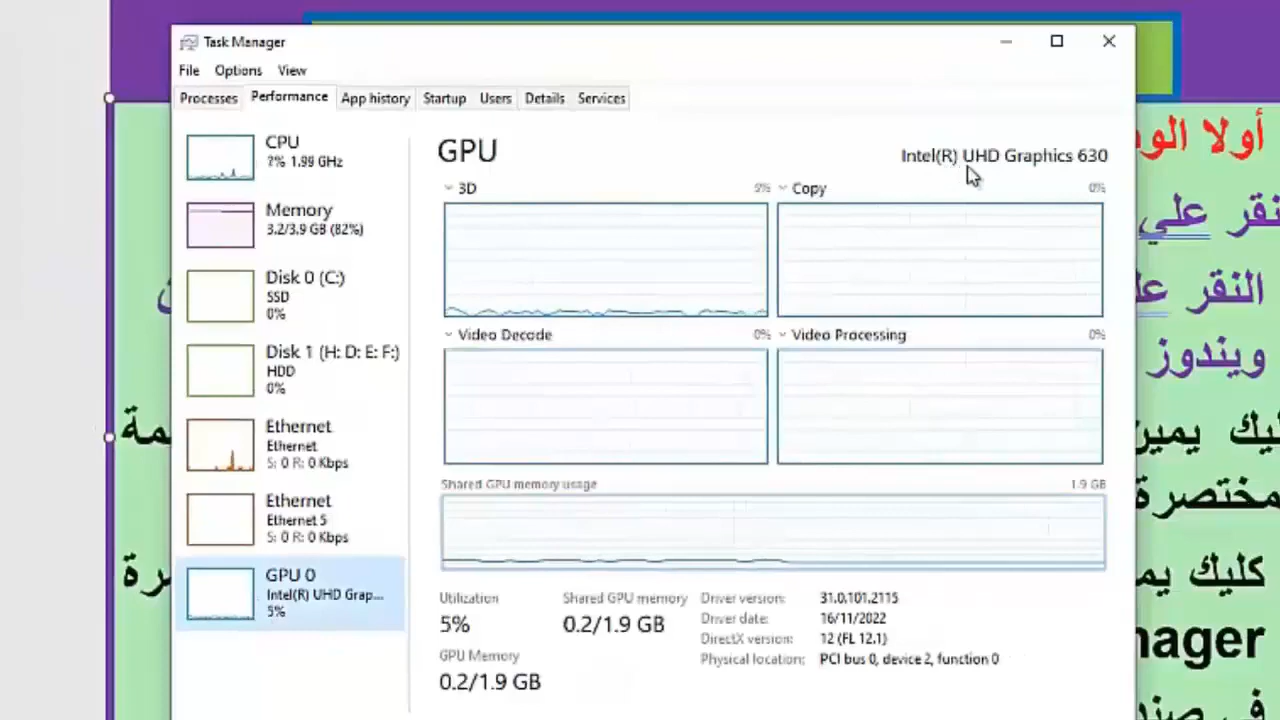 Task Manager
File Options View
Processes Performance App history Startup Users Details Services
CPU
7% 1.99 GHz
Memory
3.2/3.9 GB (82%)
Disk 0 (C:)
SSD
0%
Disk 1 (H: D: E: F:)
HDD
0%
Ethernet
Ethernet
S: 0 R: 0 Kbps
Ethernet
Ethernet 5
S: 0 R: 0 Kbps
GPU 0
Intel(R) UHD Grap...
5%
GPU
Intel(R) UHD Graphics 630
3D 5% Copy 0%
Video Decode 0% Video Processing 0%
Shared GPU memory usage 1.9 GB
Utilization
5%
Shared GPU memory
0.2/1.9 GB
GPU Memory
0.2/1.9 GB
Driver version: 31.0.101.2115
Driver date: 16/11/2022
DirectX version: 12 (FL 12.1)
Physical location: PCI bus 0, device 2, function 0
أولا
علي
النقر
ويندوز
مختصرة
كليك
في